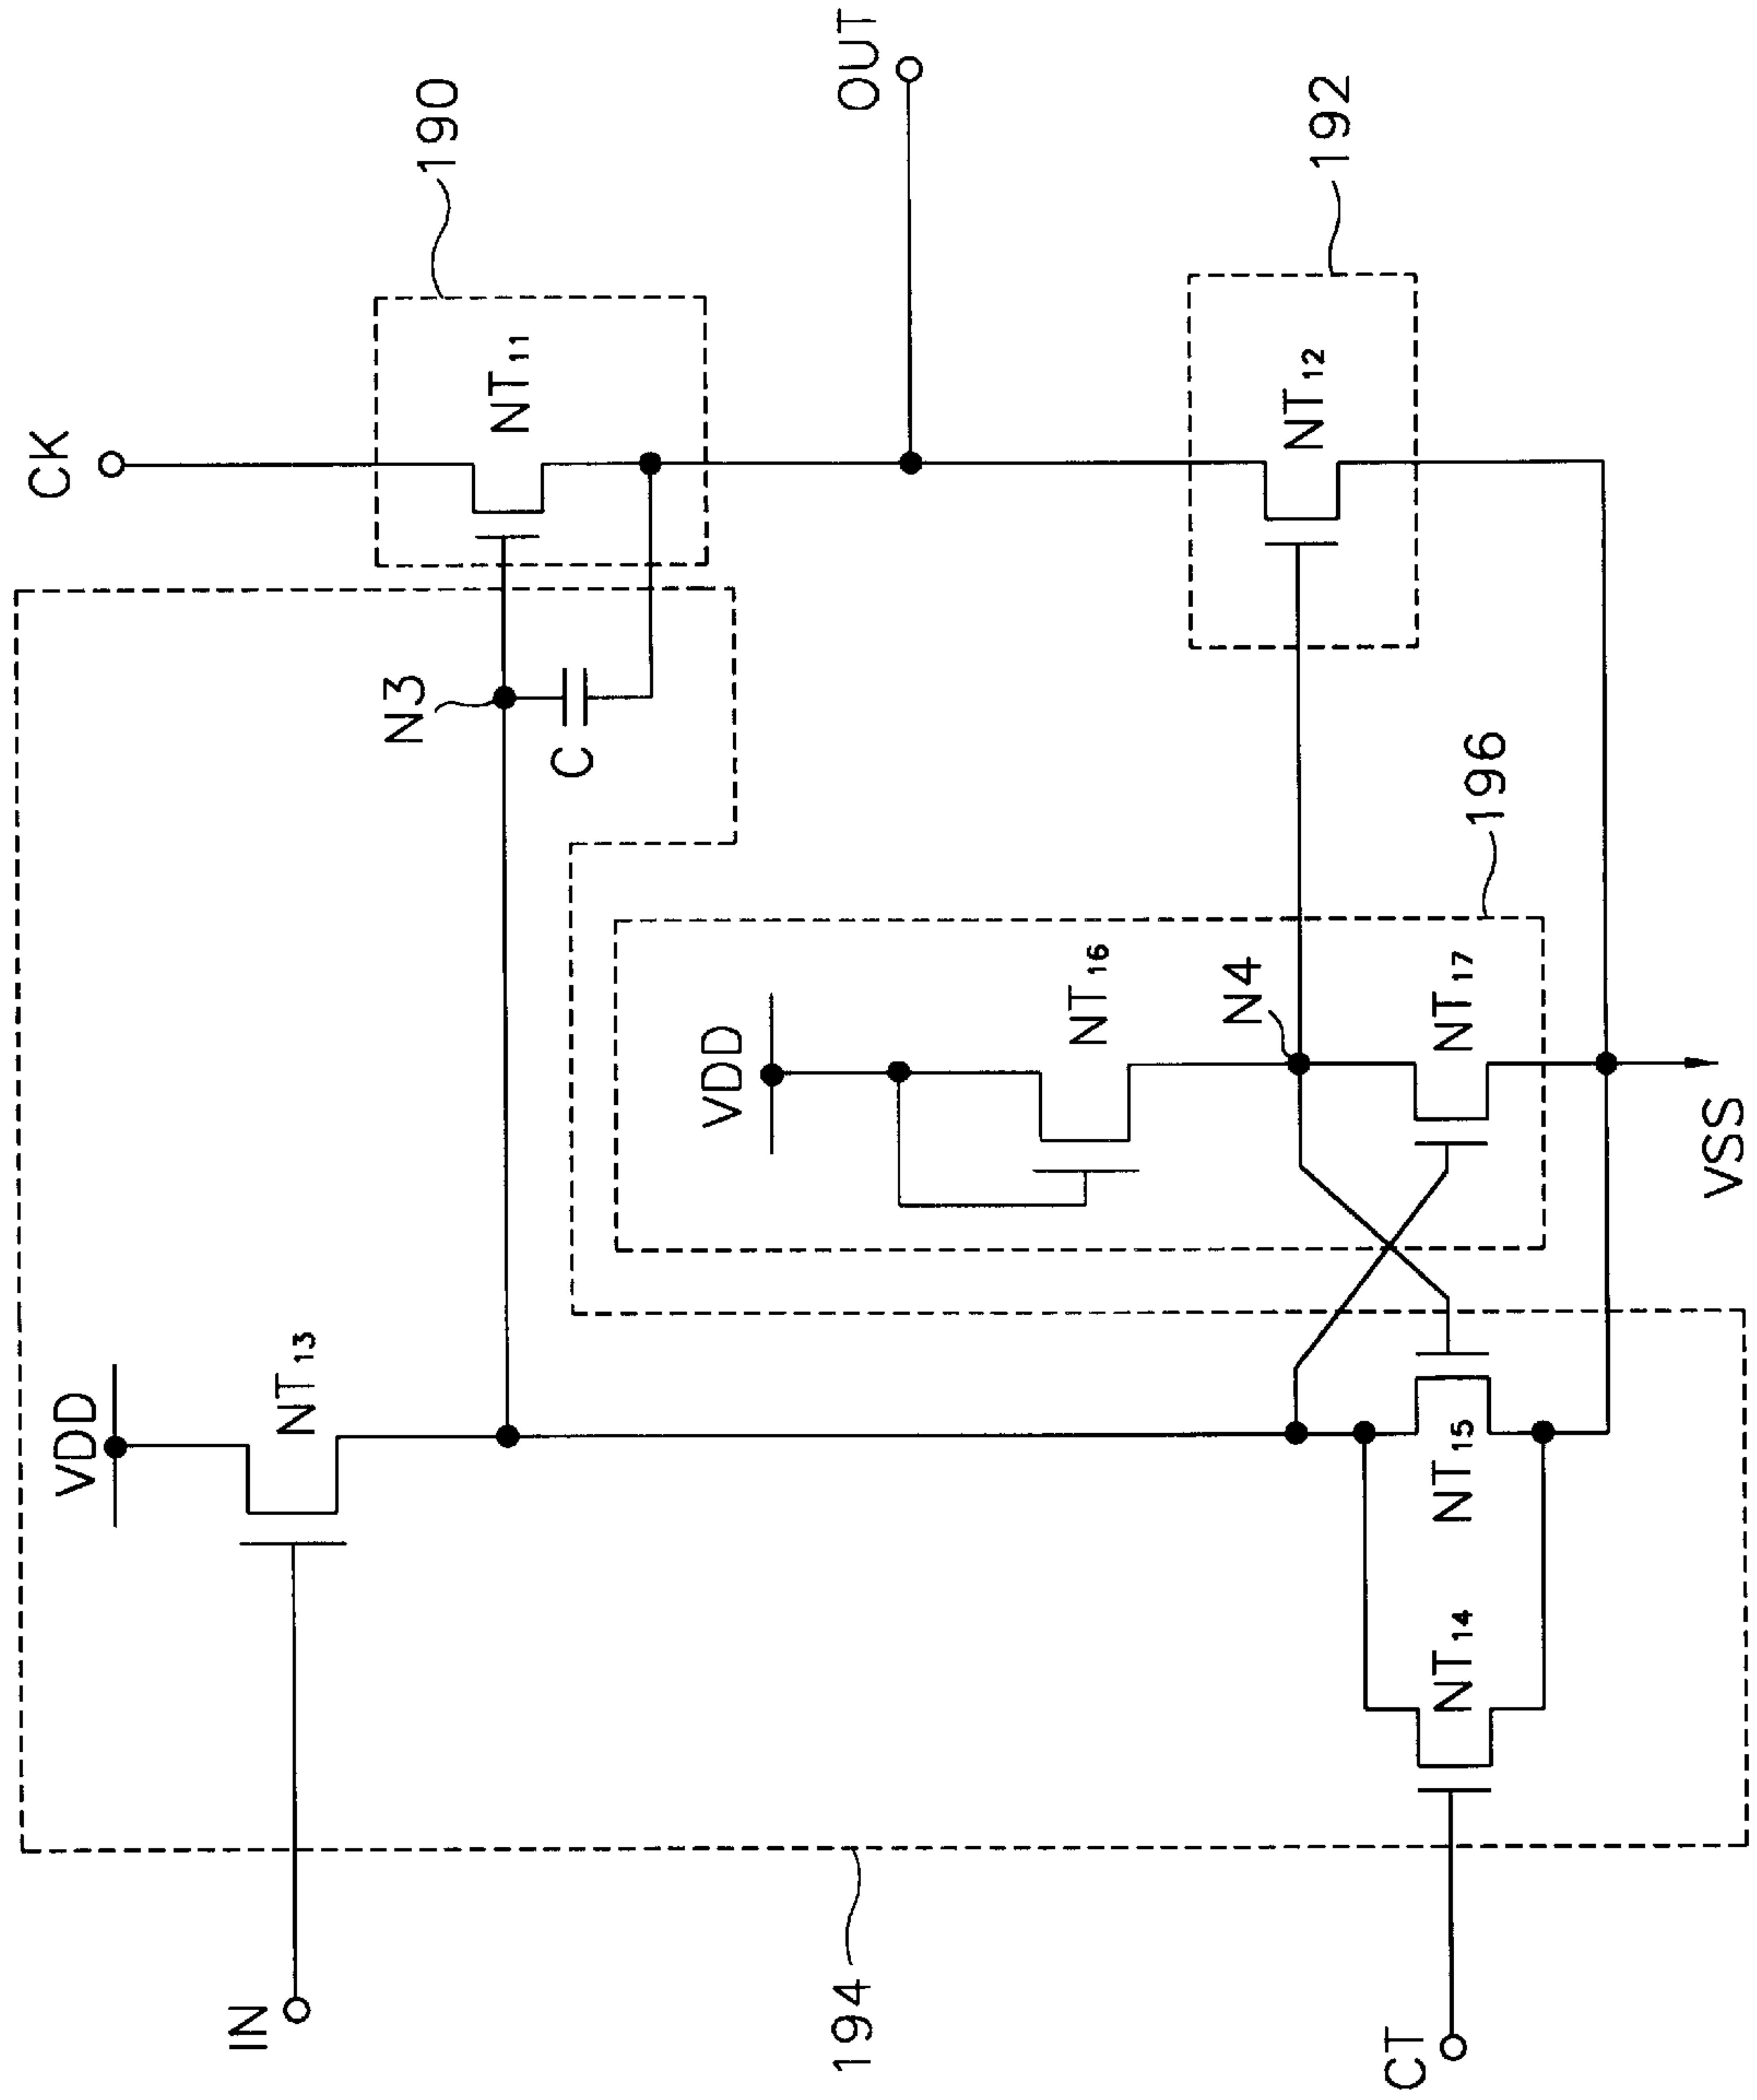 CK
OUT
190
NT11
192
NT12
N3
C
196
VDD
NT16
N4
NT17
VSS
VDD
NT13
NT15
NT14
194
IN
CT